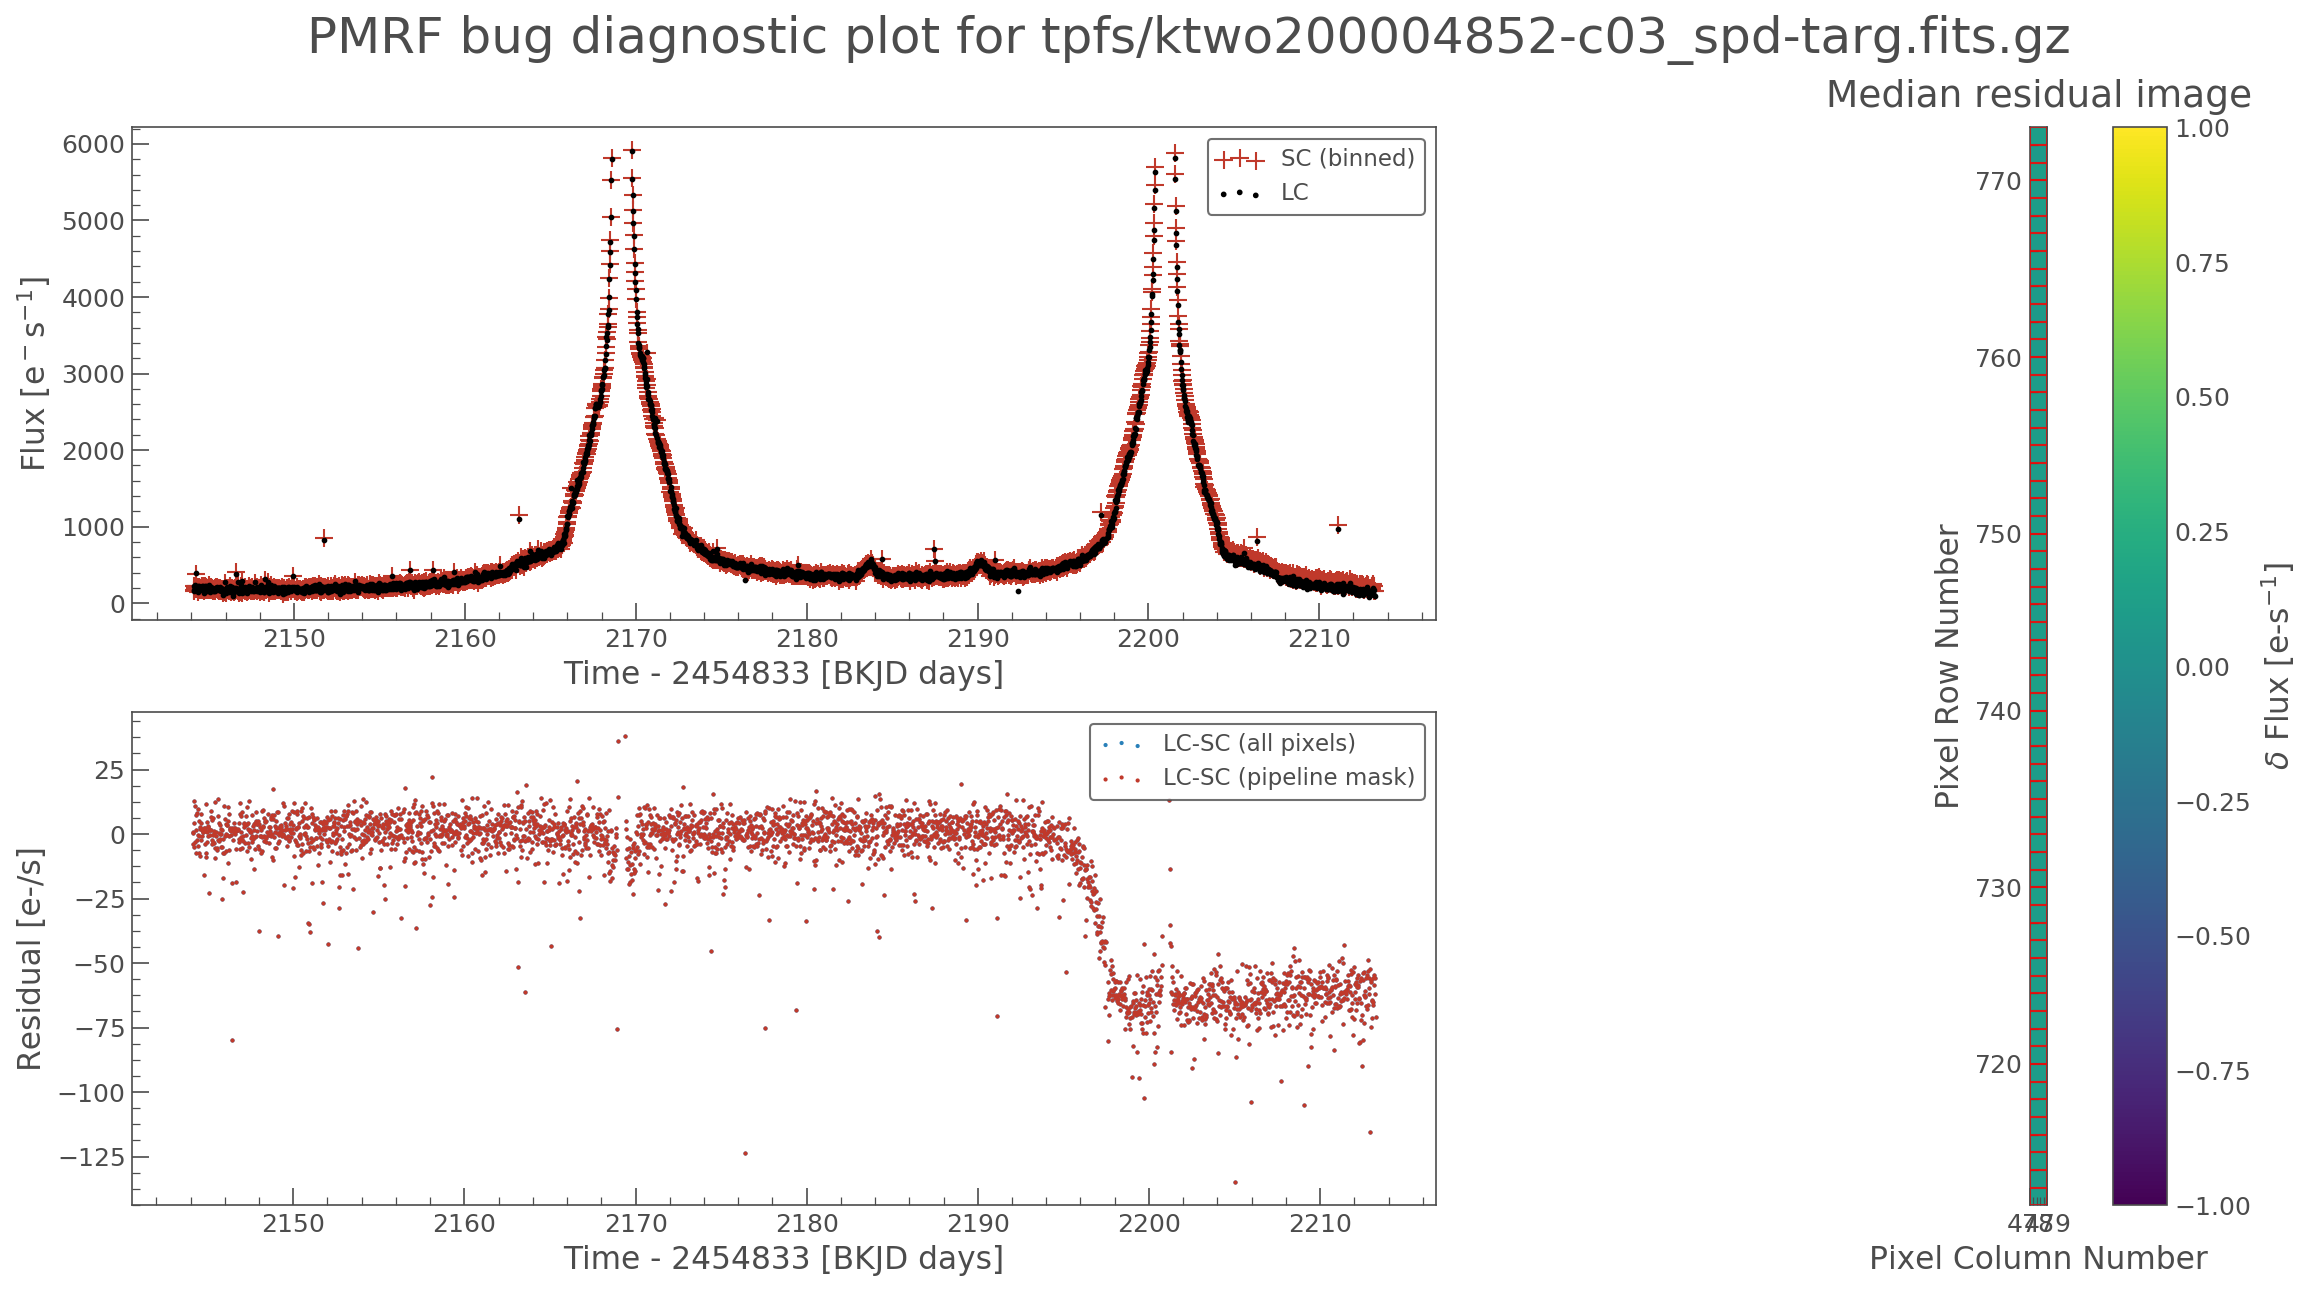 PMRF bug diagnostic plot for tpfs/ktwo200004852-c03_spd-targ.fits.gz
6000
5000
4000
3000
2000
1000
0
Flux [e⁻ s⁻¹]
SC (binned)
LC
2150 2160 2170 2180 2190 2200 2210
Time - 2454833 [BKJD days]
25
0
−25
−50
−75
−100
−125
Residual [e-/s]
LC-SC (all pixels)
LC-SC (pipeline mask)
2150 2160 2170 2180 2190 2200 2210
Time - 2454833 [BKJD days]
Median residual image
770
760
750
740
730
720
Pixel Row Number
478 479
Pixel Column Number
1.00
0.75
0.50
0.25
0.00
−0.25
−0.50
−0.75
−1.00
δ Flux [e-s⁻¹]